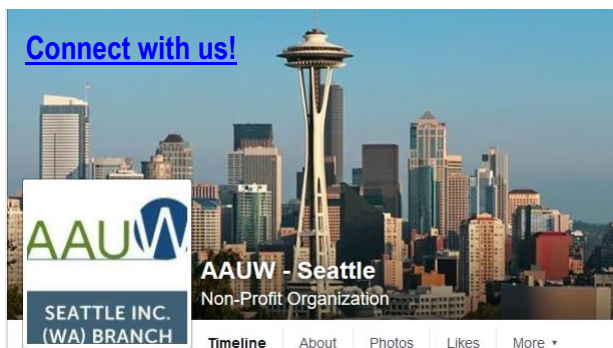 Connect with us!
AAUW
AAUW - Seattle
Non-Profit Organization
SEATTLE INC.
(WA) BRANCH
Timeline About Photos Likes More ▾